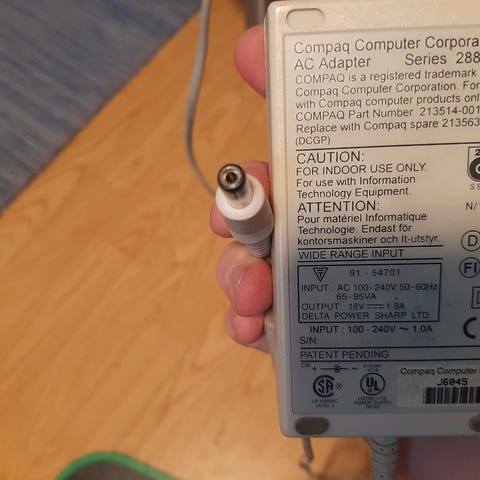 Compaq Computer Corpora
AC Adapter Series 288
COMPAQ is a registered trademark
Compaq Computer Corporation. For
with Compaq computer products onl
COMPAQ Part Number 213514-001
Replace with Compaq spare 213563
(DCGP)
CAUTION:
FOR INDOOR USE ONLY.
For use with Information
Technology Equipment.
ATTENTION:
Pour matériel Informatique
Technologie. Endast för
kontorsmaskiner och It-utstyr.
WIDE RANGE INPUT
91-54701
INPUT: AC 100-240V 50-60Hz
65-95VA
OUTPUT: 18V ⎓ 1.9A
DELTA POWER SHARP LTD.
INPUT : 100-240V ~ 1.0A
S/N:
PATENT PENDING
Compaq Computer
J6045
LISTED
N/
D
FI